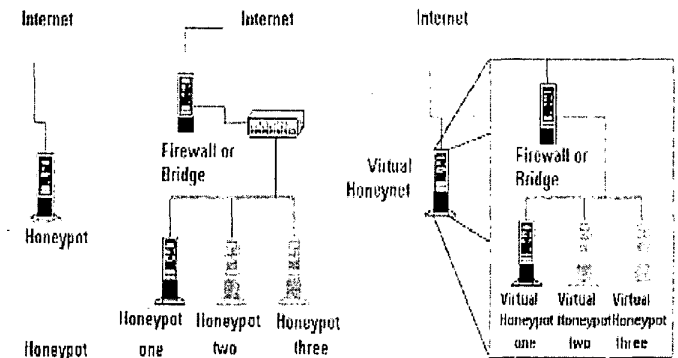 Internet
Internet
Internet
Firewall or
Bridge
Honeypot
Honeypot
one
Honeypot
two
Honeypot
three
Honeypot
Virtual
Honeynet
Firewall or
Bridge
Virtual
Honeypot
one
Virtual
Honeypot
two
Virtual
Honeypot
three